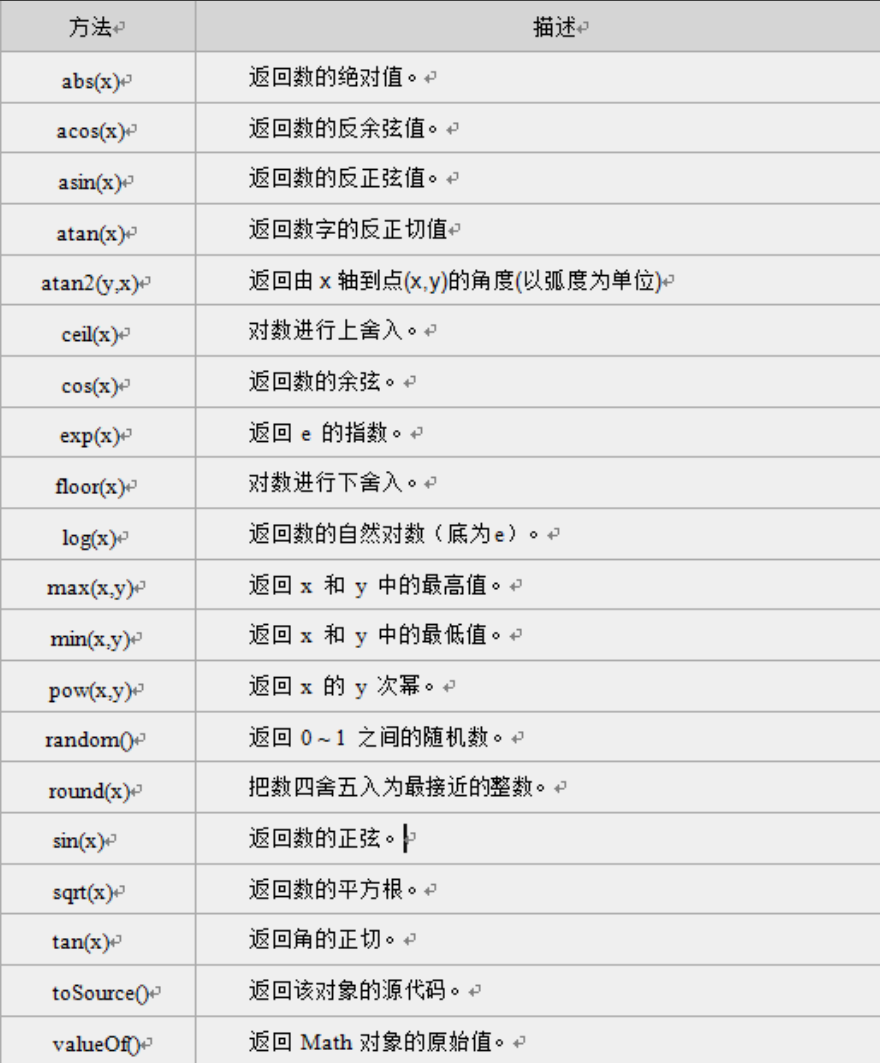 方法 描述
abs(x) 返回数的绝对值。
acos(x) 返回数的反余弦值。
asin(x) 返回数的反正弦值。
atan(x) 返回数字的反正切值
atan2(y,x) 返回由 x 轴到点(x,y)的角度(以弧度为单位)
ceil(x) 对数进行上舍入。
cos(x) 返回数的余弦。
exp(x) 返回 e 的指数。
floor(x) 对数进行下舍入。
log(x) 返回数的自然对数（底为e）。
max(x,y) 返回 x 和 y 中的最高值。
min(x,y) 返回 x 和 y 中的最低值。
pow(x,y) 返回 x 的 y 次幂。
random() 返回 0~1 之间的随机数。
round(x) 把数四舍五入为最接近的整数。
sin(x) 返回数的正弦。
sqrt(x) 返回数的平方根。
tan(x) 返回角的正切。
toSource() 返回该对象的源代码。
valueOf() 返回 Math 对象的原始值。